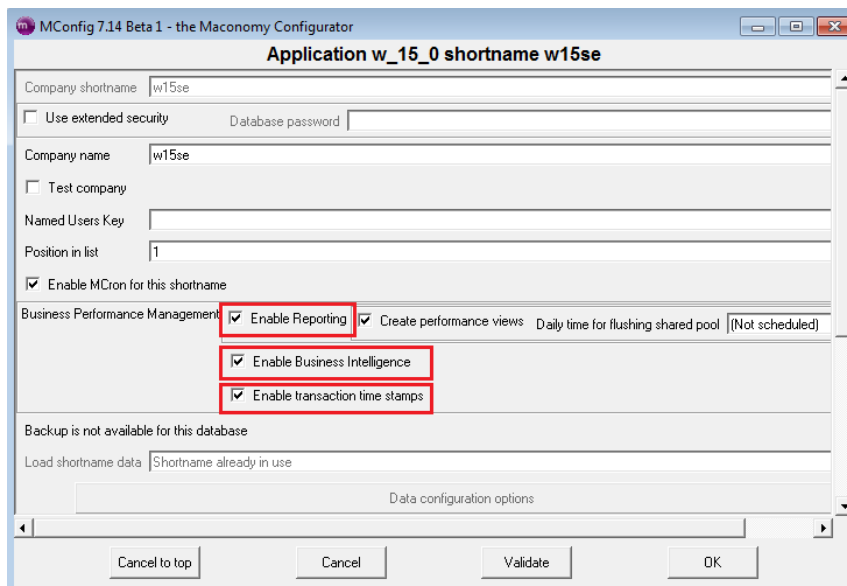 MConfig 7.14 Beta 1 - the Maconomy Configurator
Application w_15_0 shortname w15se
Company shortname w15se
Use extended security Database password
Company name w15se
Test company
Named Users Key
Position in list 1
Enable MCron for this shortname
Business Performance Management Enable Reporting Create performance views Daily time for flushing shared pool (Not scheduled)
Enable Business Intelligence
Enable transaction time stamps
Backup is not available for this database
Load shortname data Shortname already in use
Data configuration options
Cancel to top Cancel Validate OK